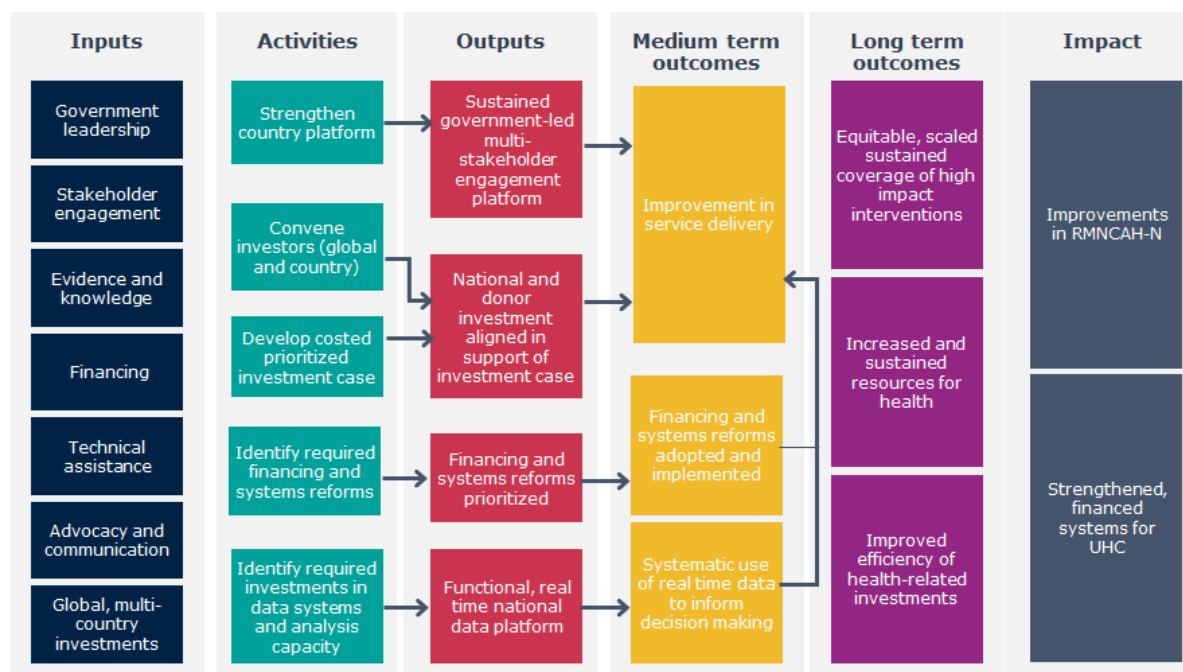 Inputs
Activities
Outputs
Medium term
outcomes
Long term
outcomes
Impact
Government
leadership
Stakeholder
engagement
Evidence and
knowledge
Financing
Technical
assistance
Advocacy and
communication
Global, multi-
country
investments
Strengthen
country platform
Convene
investors (global
and country)
Develop costed
prioritized
investment case
Identify required
financing and
systems reforms
Identify required
investments in
data systems
and analysis
capacity
Sustained
government-led
multi-
stakeholder
engagement
platform
National and
donor
investment
aligned in
support of
investment case
Financing and
systems reforms
prioritized
Functional, real
time national
data platform
Improvement in
service delivery
Financing and
systems reforms
adopted and
implemented
Systematic use
of real time data
to inform
decision making
Equitable, scaled
sustained
coverage of high
impact
interventions
Increased and
sustained
resources for
health
Improved
efficiency of
health-related
investments
Improvements
in RMNCAH-N
Strengthened,
financed
systems for
UHC